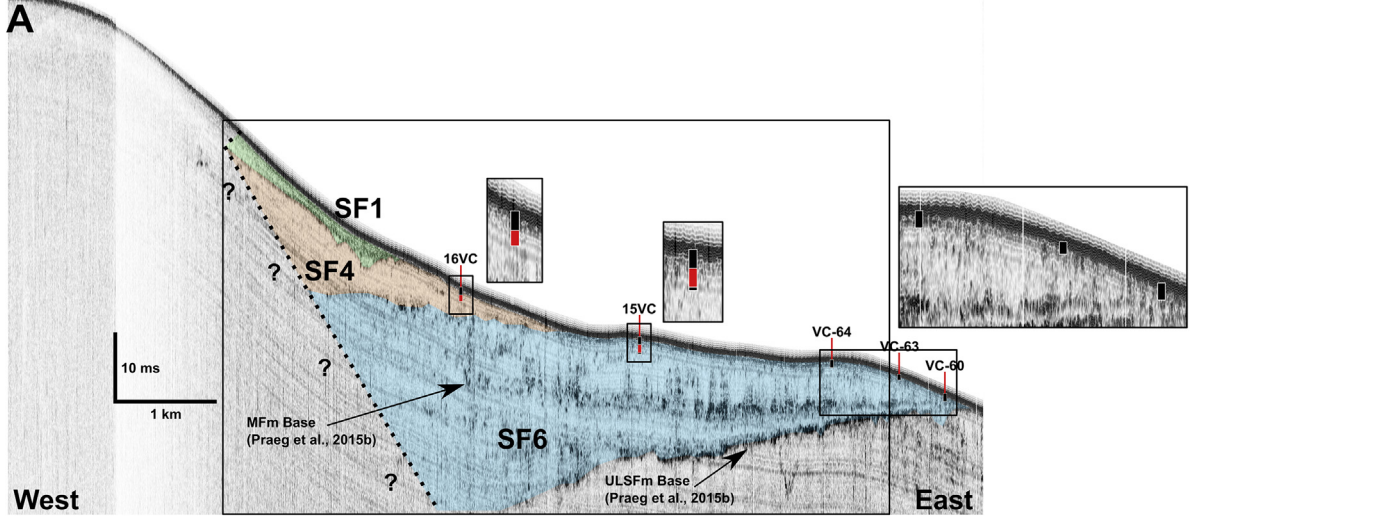 A
SF1
?
16VC
SF4
?
15VC
VC-64
VC-63
VC-60
10 ms
?
1 km
MFm Base
(Praeg et al., 2015b)
SF6
?
ULSFm Base
(Praeg et al., 2015b)
West
East